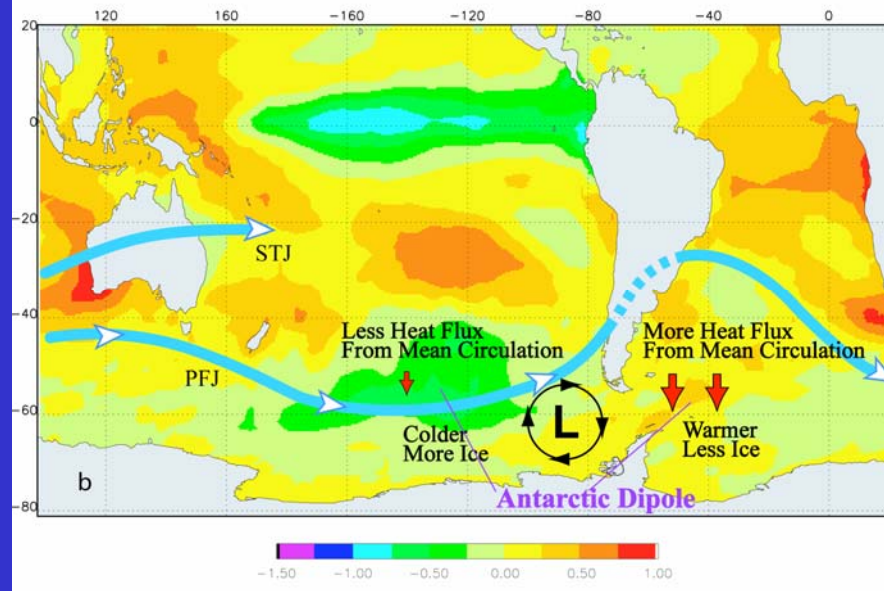 20
120
160
-160
-120
-80
-40
0
0
-20
-40
-60
-80
STJ
PFJ
Less Heat Flux
From Mean Circulation
More Heat Flux
From Mean Circulation
L
Colder
More Ice
Warmer
Less Ice
b
Antarctic Dipole
-1.50
-1.00
-0.50
0.00
0.50
1.00